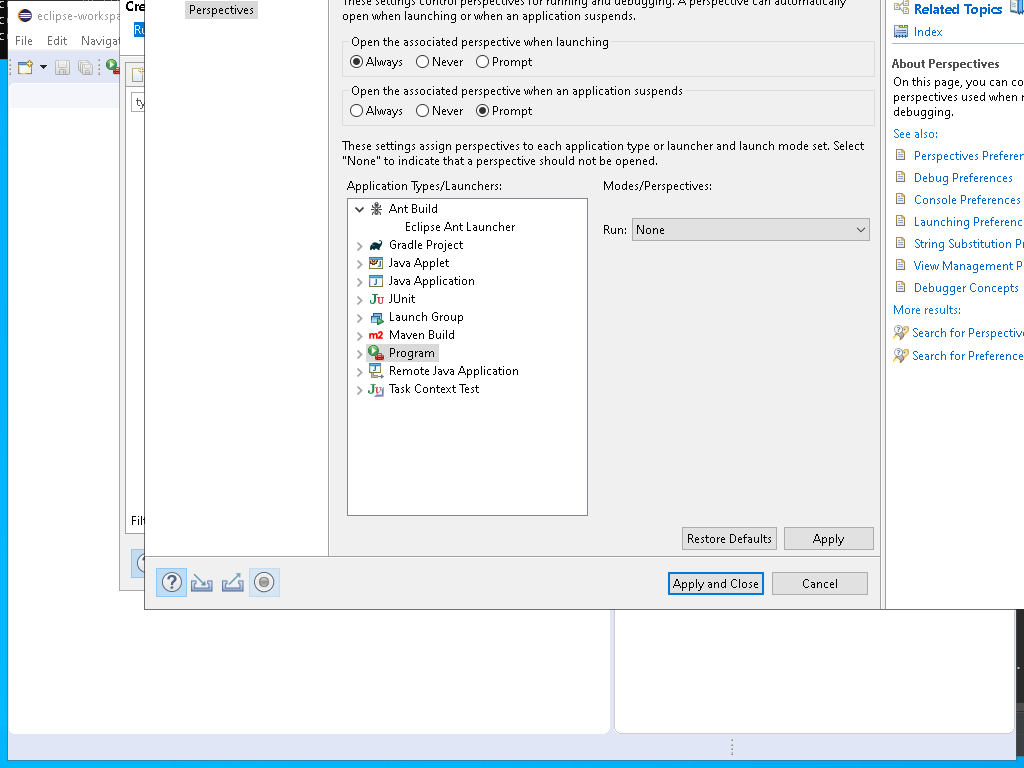 eclipse-workspa
File Edit Navigat
Cre
Perspectives
These settings control perspectives for running and debugging. A perspective can automatically
open when launching or when an application suspends.
Open the associated perspective when launching
Always Never Prompt
Open the associated perspective when an application suspends
Always Never Prompt
These settings assign perspectives to each application type or launcher and launch mode set. Select
"None" to indicate that a perspective should not be opened.
Application Types/Launchers:
Modes/Perspectives:
Ant Build
Eclipse Ant Launcher
Gradle Project
Java Applet
Java Application
JUnit
Launch Group
Maven Build
Program
Remote Java Application
Task Context Test
Run: None
Filt
Restore Defaults
Apply
Apply and Close
Cancel
Related Topics
Index
About Perspectives
On this page, you can co
perspectives used when r
debugging.
See also:
Perspectives Preferen
Debug Preferences
Console Preferences
Launching Preferenc
String Substitution Pr
View Management P
Debugger Concepts
More results:
Search for Perspective
Search for Preference